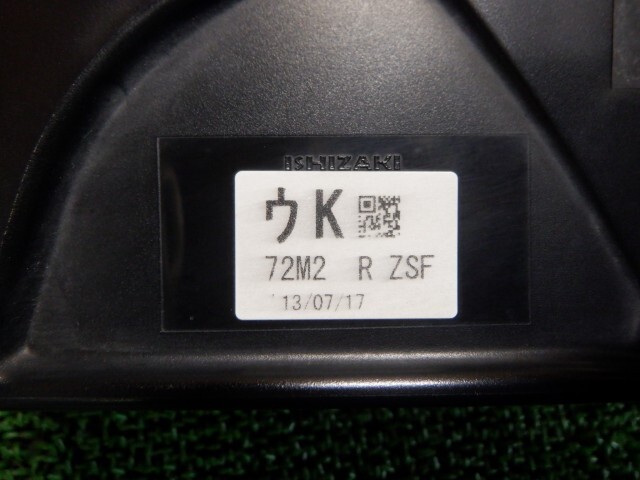 ISHIZAKI
ウK
72M2 R ZSF
'13/07/17